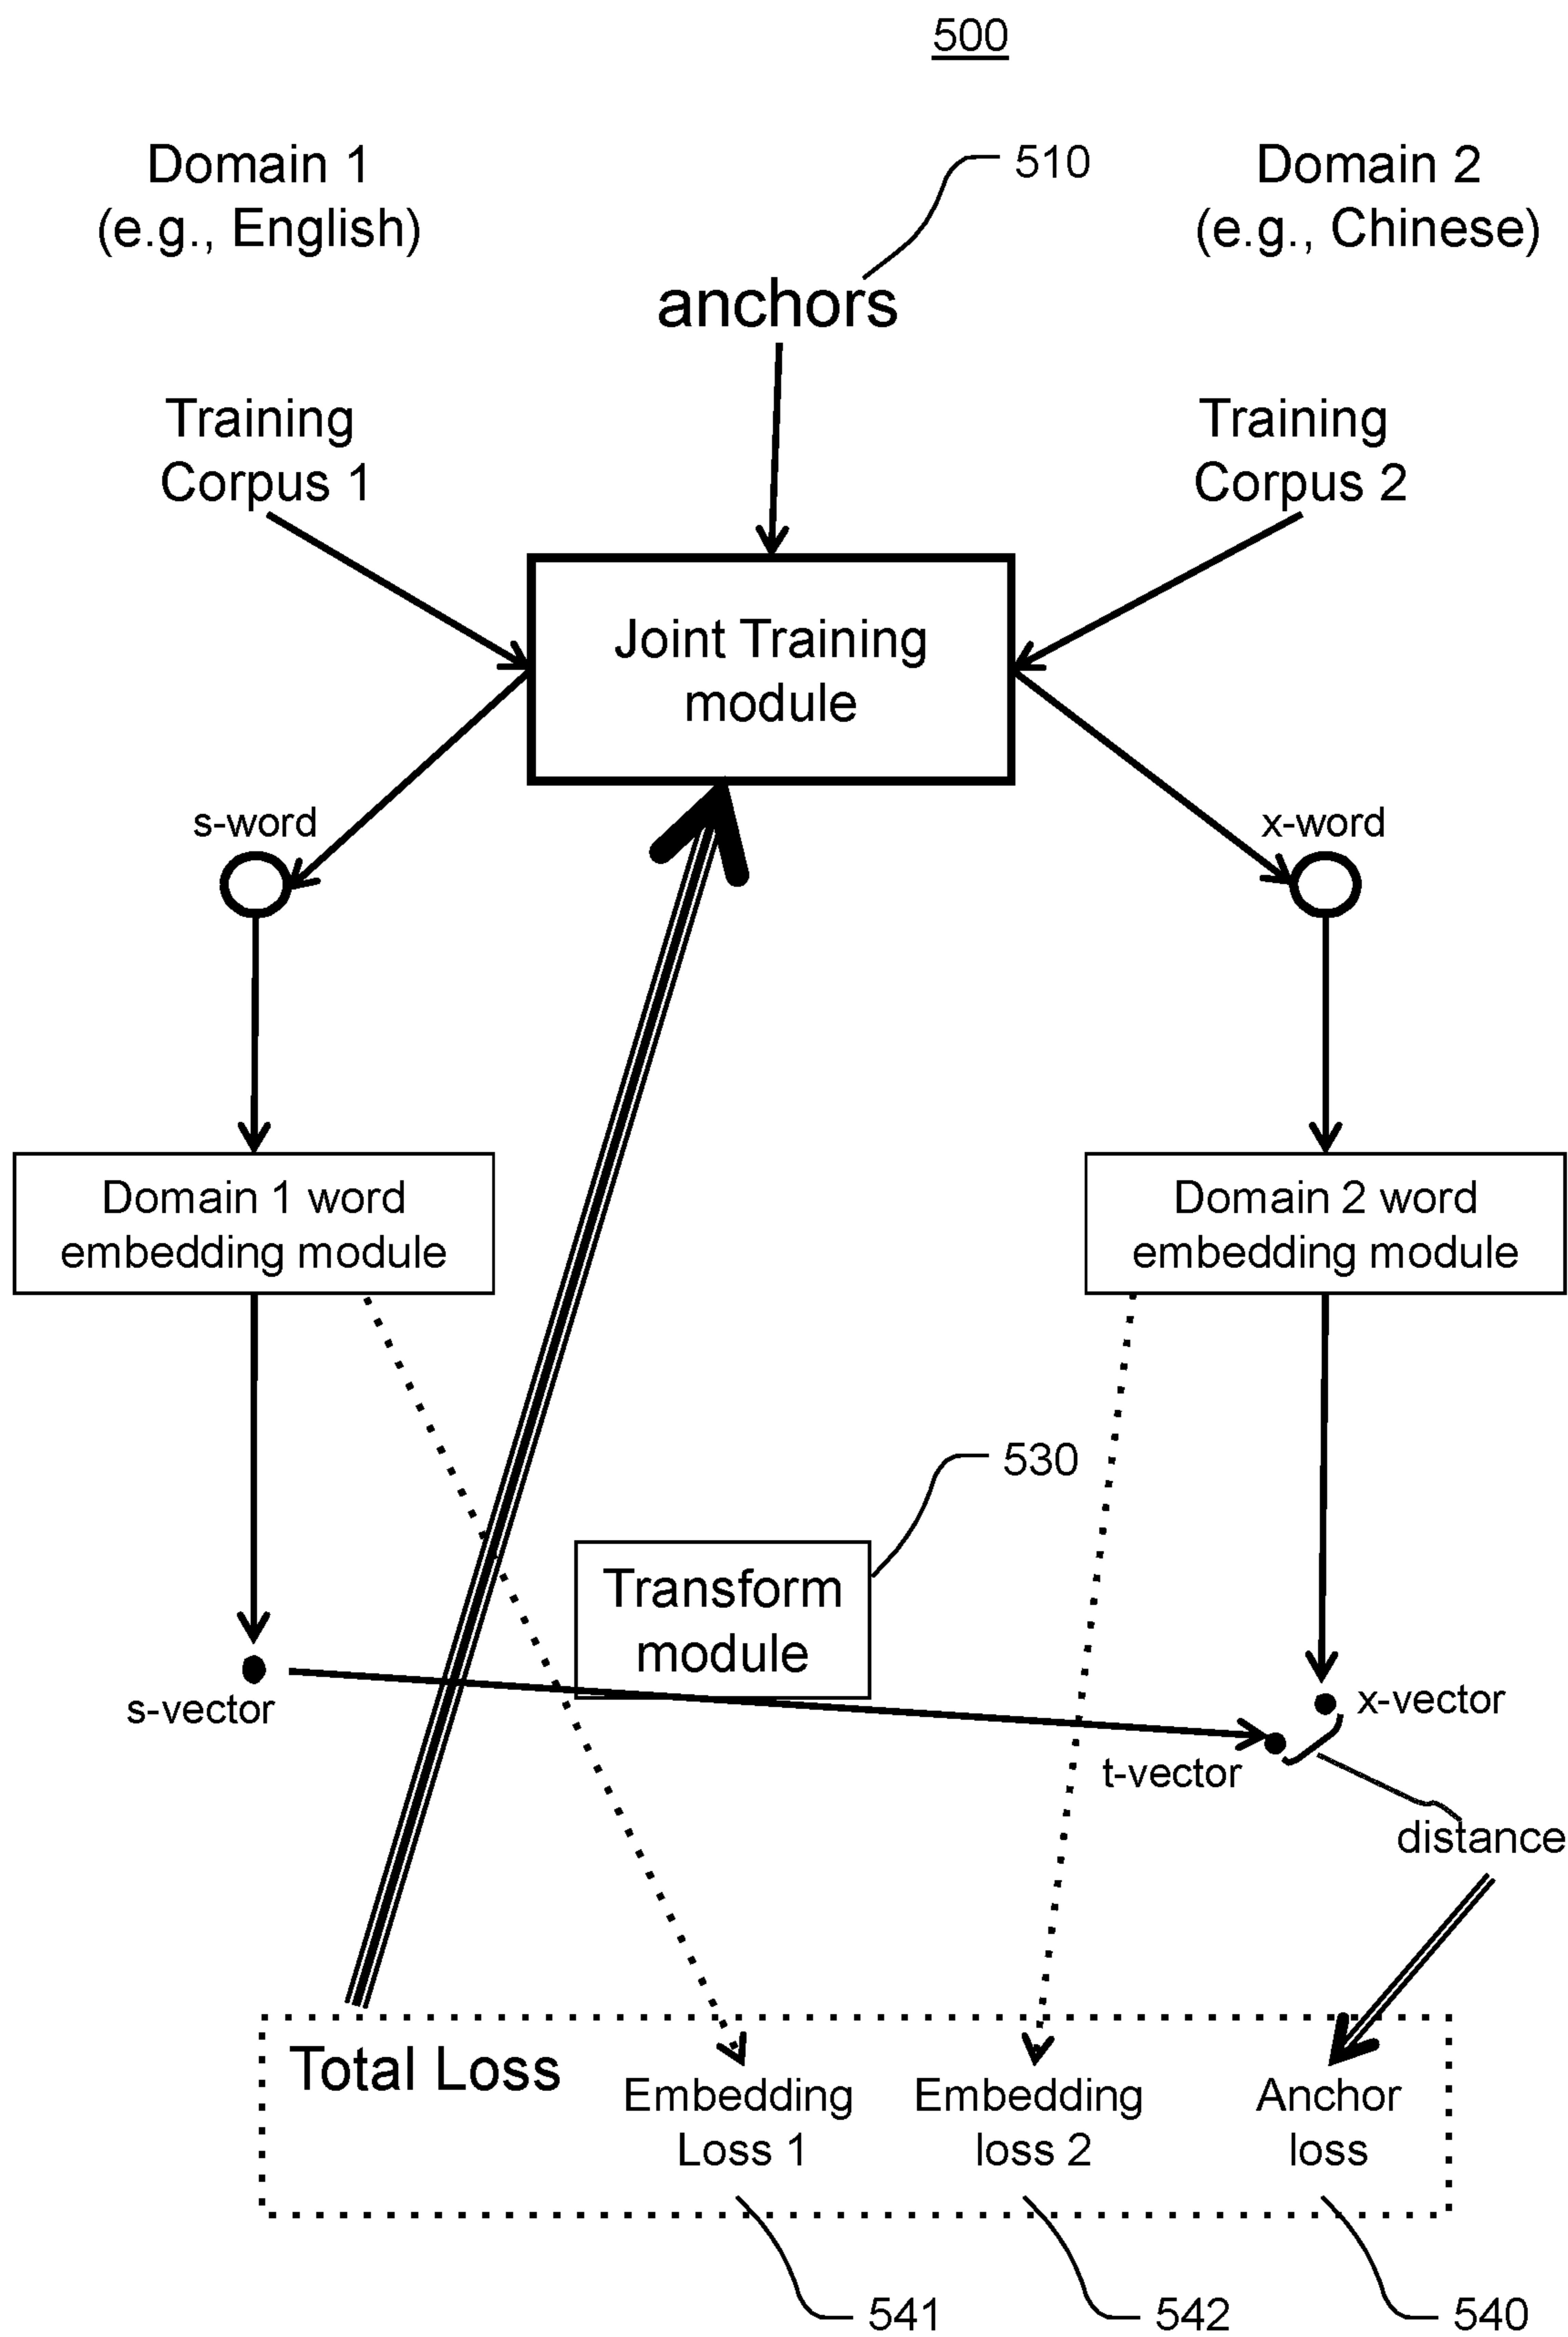 500
Domain 1
(e.g., English)
510
Domain 2
(e.g., Chinese)
anchors
Training
Corpus 1
Training
Corpus 2
Joint Training
module
s-word
x-word
Domain 1 word
embedding module
Domain 2 word
embedding module
530
Transform
module
s-vector
x-vector
t-vector
distance
Total Loss
Embedding
Loss 1
Embedding
loss 2
Anchor
loss
541
542
540